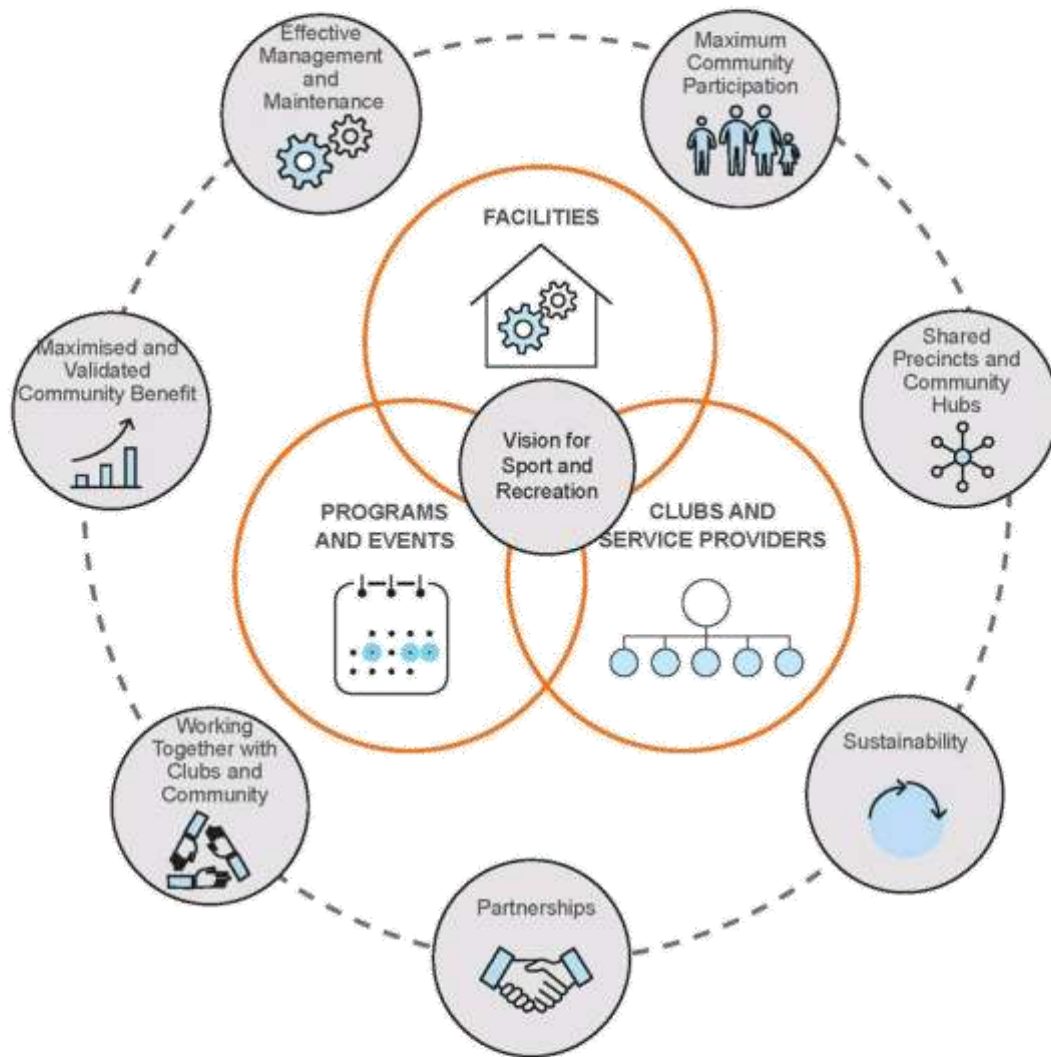 Effective
Management
and
Maintenance
Maximum
Community
Participation
FACILITIES
Maximised and
Validated
Community Benefit
Shared
Precincts and
Community
Hubs
Vision for
Sport and
Recreation
PROGRAMS
AND EVENTS
CLUBS AND
SERVICE PROVIDERS
Working
Together with
Clubs and
Community
Sustainability
Partnerships